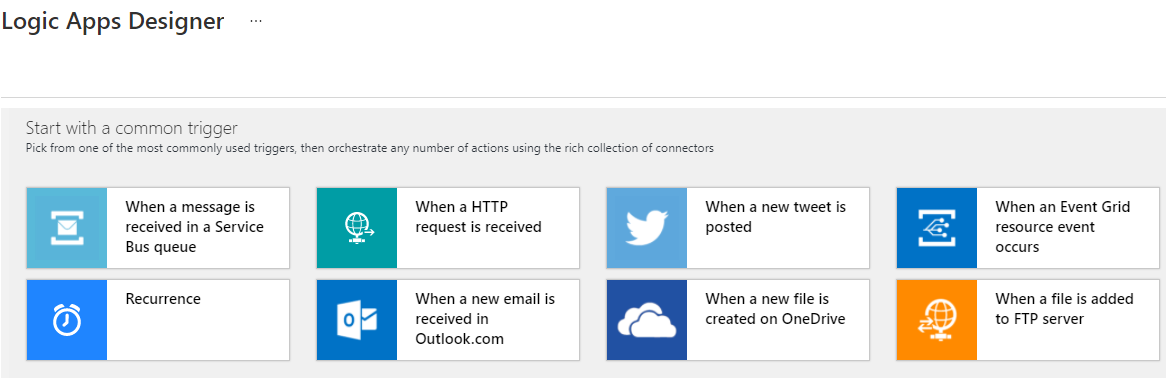 Logic Apps Designer ...
Start with a common trigger
Pick from one of the most commonly used triggers, then orchestrate any number of actions using the rich collection of connectors
When a message is
received in a Service
Bus queue
When a HTTP
request is received
When a new tweet is
posted
When an Event Grid
resource event
occurs
Recurrence
When a new email is
received in
Outlook.com
When a new file is
created on OneDrive
When a file is added
to FTP server